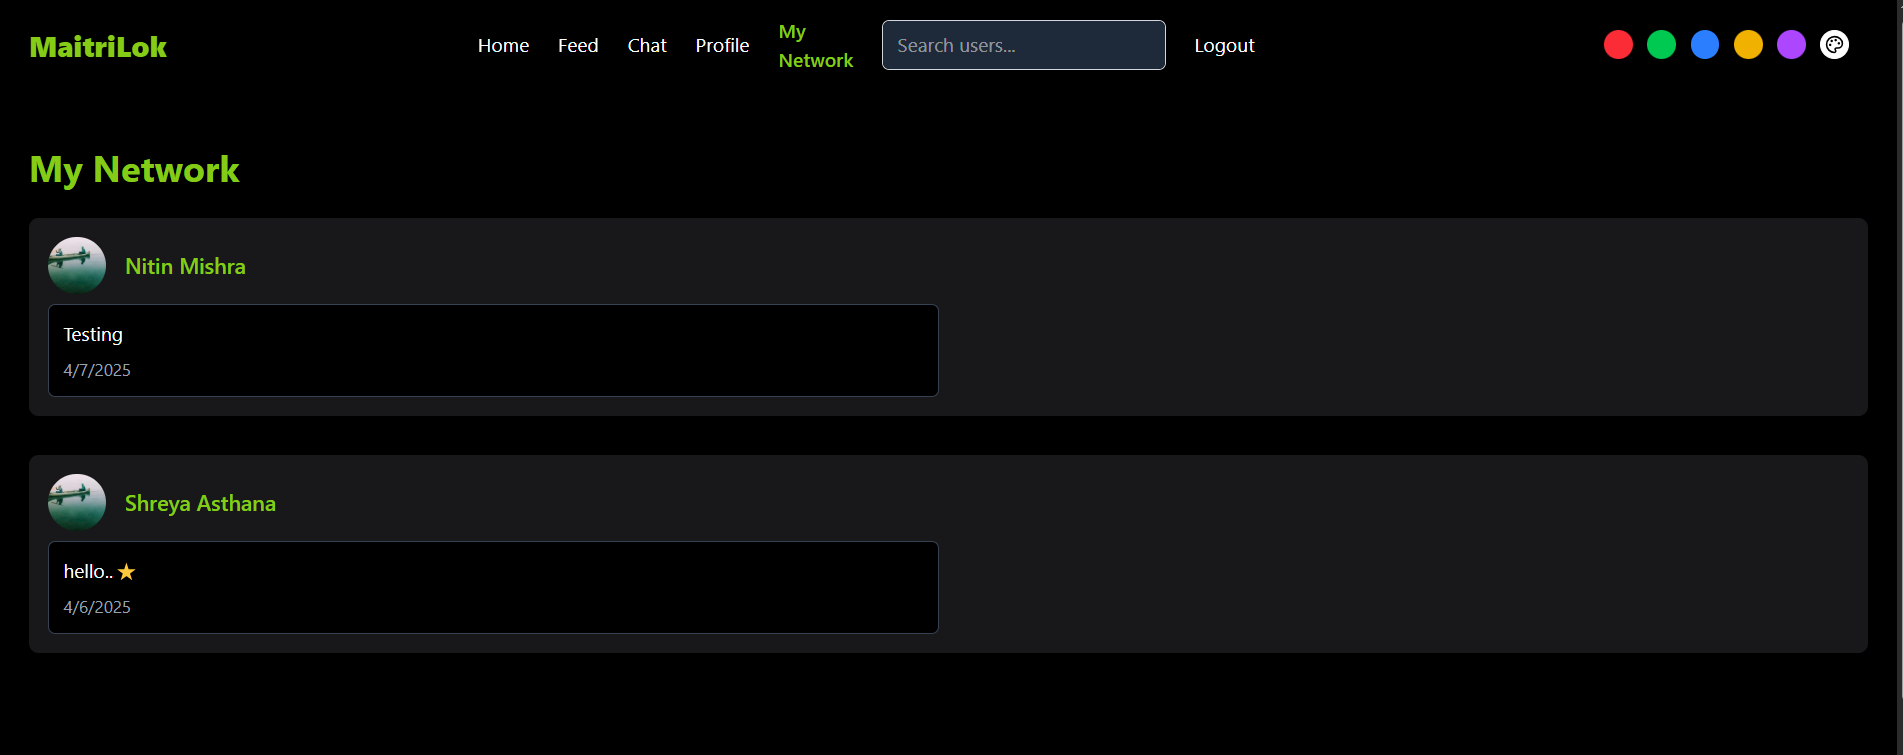 MaitriLok
Home
Feed
Chat
Profile
My
Network
Search users...
Logout
My Network
Nitin Mishra
Testing
4/7/2025
Shreya Asthana
hello.. ⭐
4/6/2025